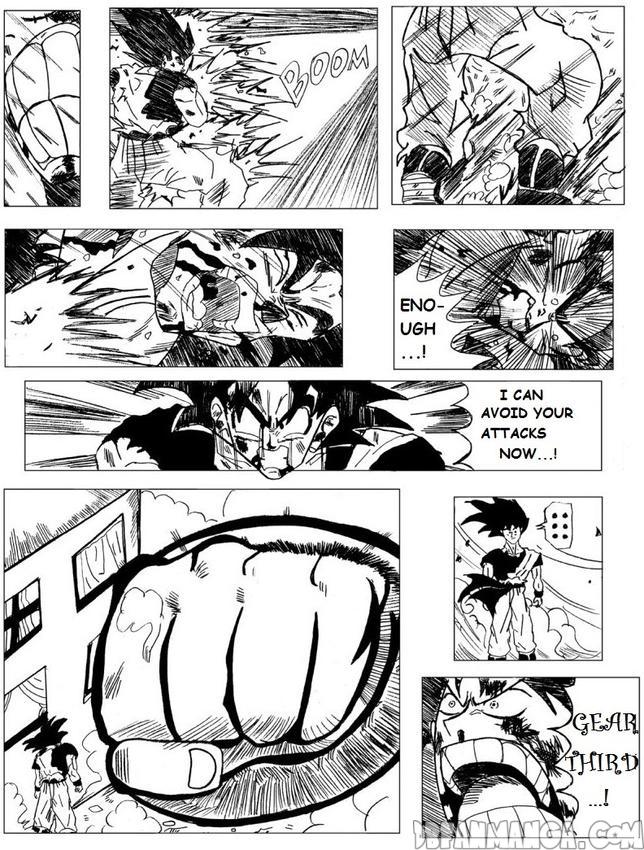 BOOM
ENO-
UGH
...!
I CAN
AVOID YOUR
ATTACKS
NOW...!
......
GEAR
THIRD
...!
DBFANMANGA.COM